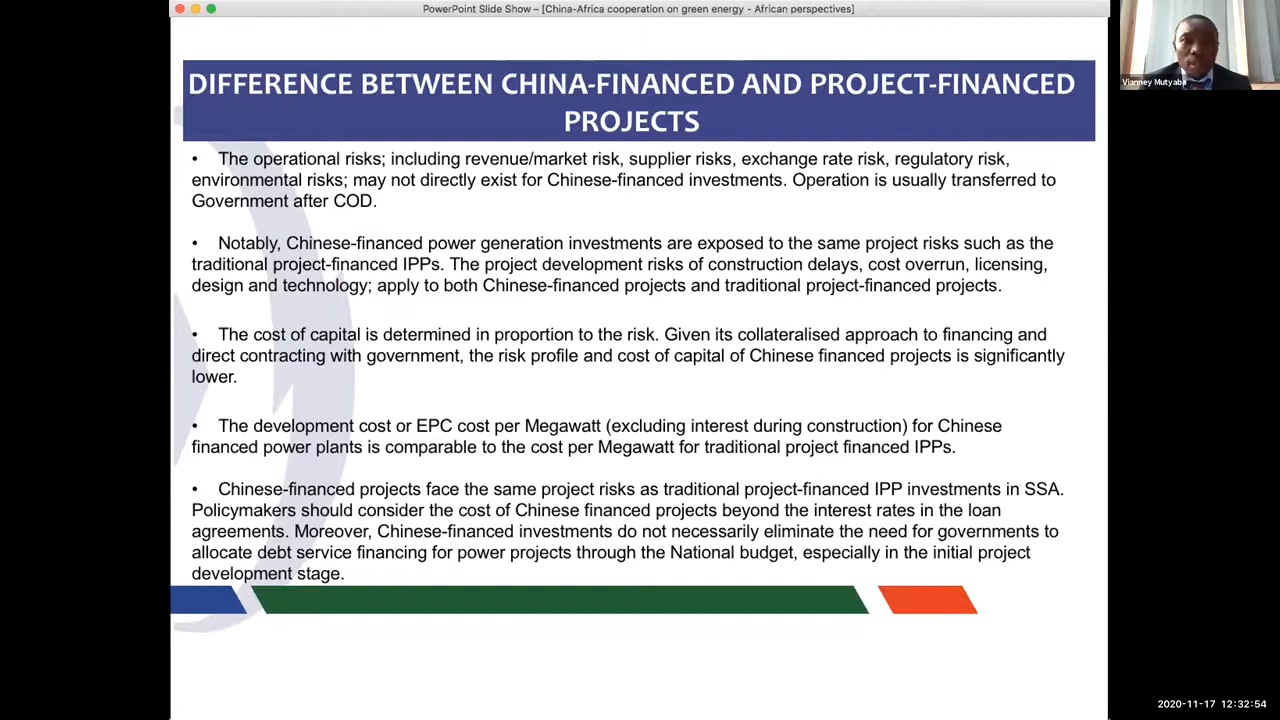 PowerPoint Slide Show – [China-Africa cooperation on green energy - African perspectives]
DIFFERENCE BETWEEN CHINA-FINANCED AND PROJECT-FINANCED
PROJECTS
• The operational risks; including revenue/market risk, supplier risks, exchange rate risk, regulatory risk,
environmental risks; may not directly exist for Chinese-financed investments. Operation is usually transferred to
Government after COD.
• Notably, Chinese-financed power generation investments are exposed to the same project risks such as the
traditional project-financed IPPs. The project development risks of construction delays, cost overrun, licensing,
design and technology; apply to both Chinese-financed projects and traditional project-financed projects.
• The cost of capital is determined in proportion to the risk. Given its collateralised approach to financing and
direct contracting with government, the risk profile and cost of capital of Chinese financed projects is significantly
lower.
• The development cost or EPC cost per Megawatt (excluding interest during construction) for Chinese
financed power plants is comparable to the cost per Megawatt for traditional project financed IPPs.
• Chinese-financed projects face the same project risks as traditional project-financed IPP investments in SSA.
Policymakers should consider the cost of Chinese financed projects beyond the interest rates in the loan
agreements. Moreover, Chinese-financed investments do not necessarily eliminate the need for governments to
allocate debt service financing for power projects through the National budget, especially in the initial project
development stage.
Vianney Mutyaba
2020-11-17 12:32:54